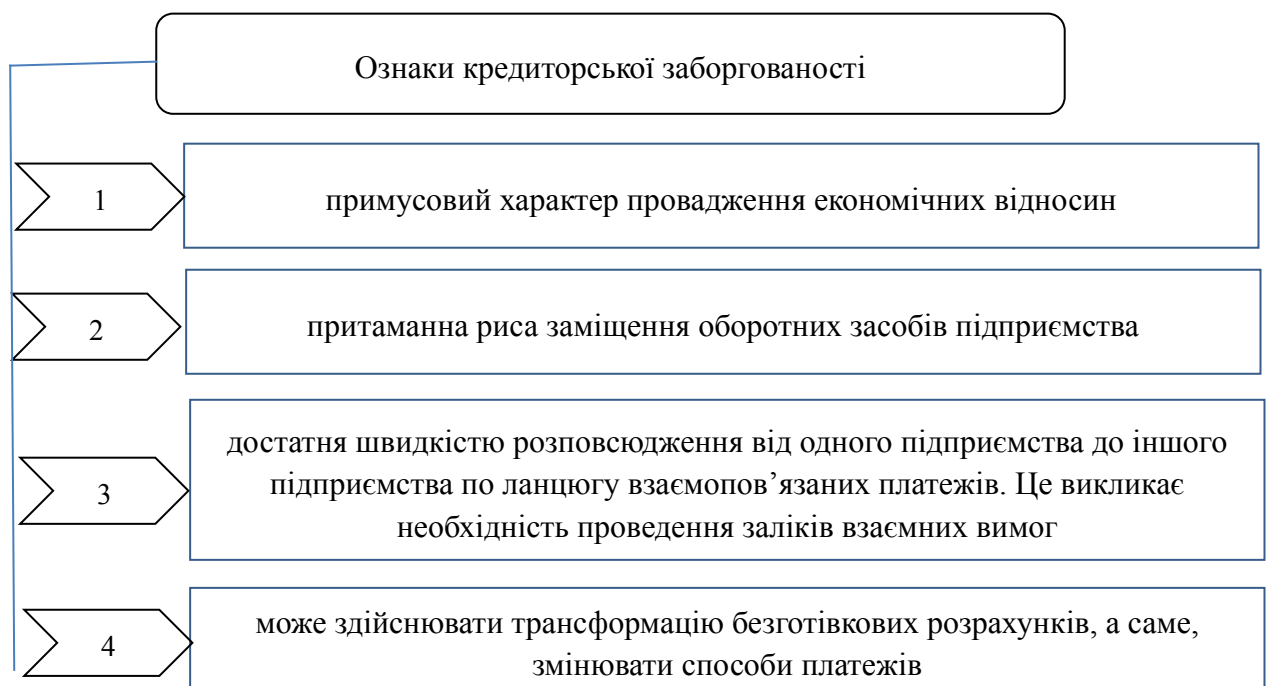 Ознаки кредиторської заборгованості
1
примусовий характер провадження економічних відносин
2
притаманна риса заміщення оборотних засобів підприємства
3
достатня швидкістю розповсюдження від одного підприємства до іншого
підприємства по ланцюгу взаємопов’язаних платежів. Це викликає
необхідність проведення заліків взаємних вимог
4
може здійснювати трансформацію безготівкових розрахунків, а саме,
змінювати способи платежів